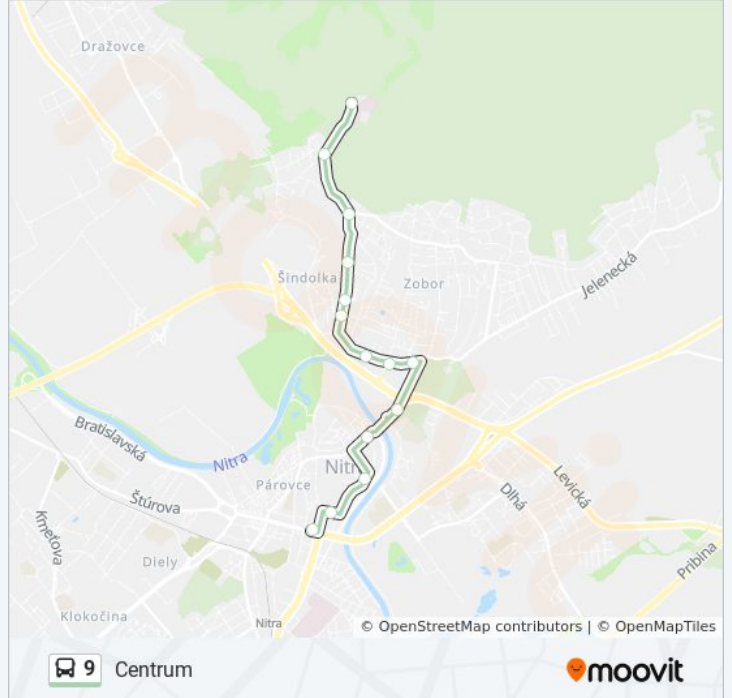 Dražovce
Šindolka
Zobor
Jelenecká
Bratislavská
Nitra
Nitr
Párovce
Štúrova
Levická
Dlhá
Kmeťova
Diely
Pribina
Klokočina
Nitra
© OpenStreetMap contributors | © OpenMapTiles
9 Centrum
moovit